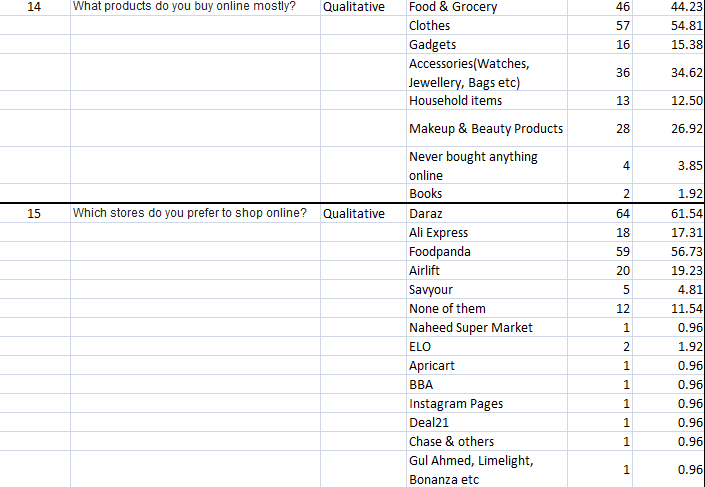 14 What products do you buy online mostly? Qualitative Food & Grocery 46 44.23
Clothes 57 54.81
Gadgets 16 15.38
Accessories(Watches,
Jewellery, Bags etc) 36 34.62
Household items 13 12.50
Makeup & Beauty Products 28 26.92
Never bought anything
online 4 3.85
Books 2 1.92
15 Which stores do you prefer to shop online? Qualitative Daraz 64 61.54
Ali Express 18 17.31
Foodpanda 59 56.73
Airlift 20 19.23
Savyour 5 4.81
None of them 12 11.54
Naheed Super Market 1 0.96
ELO 2 1.92
Apricart 1 0.96
BBA 1 0.96
Instagram Pages 1 0.96
Deal21 1 0.96
Chase & others 1 0.96
Gul Ahmed, Limelight,
Bonanza etc 1 0.96